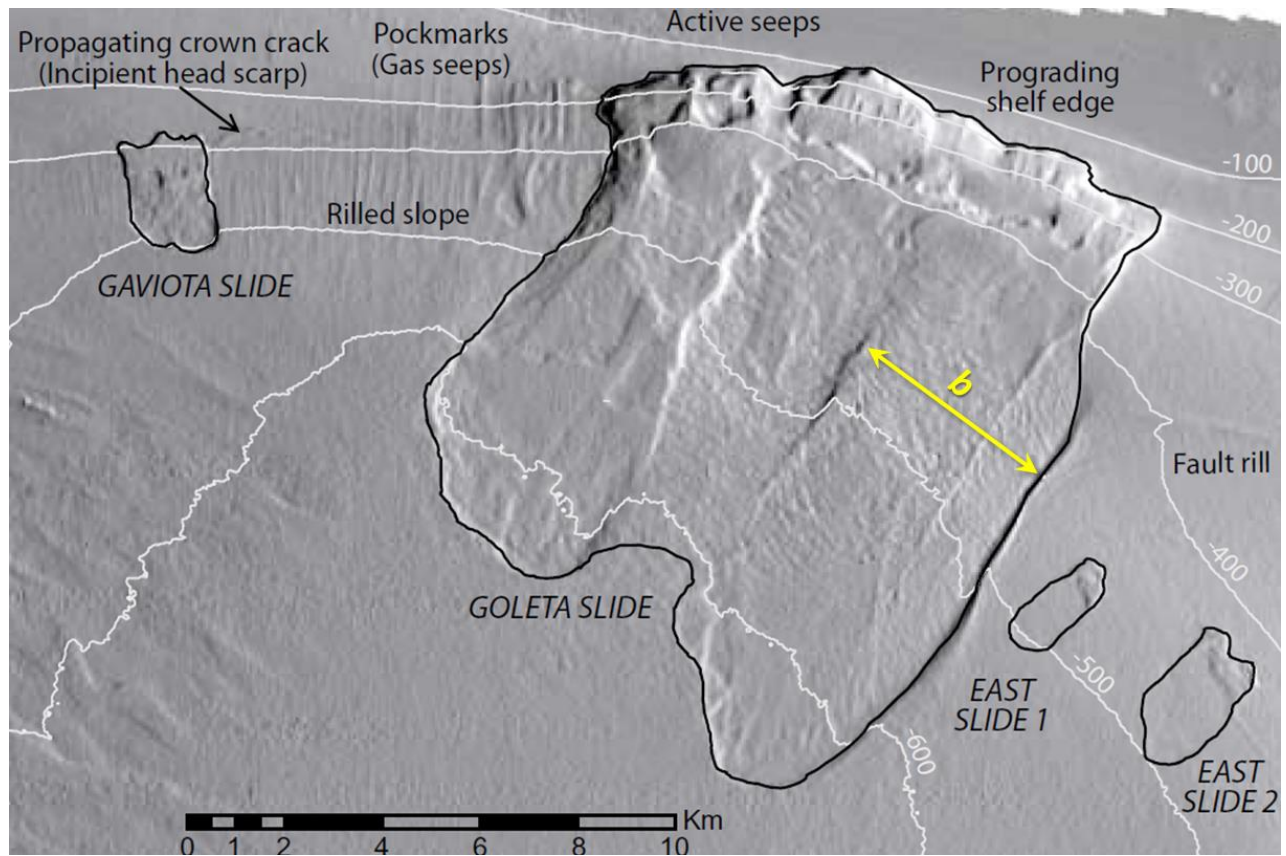 Active seeps
Propagating crown crack
(Incipient head scarp)
Pockmarks
(Gas seeps)
Prograding
shelf edge
-100
-200
-300
Rilled slope
GAVIOTA SLIDE
b
Fault rill
-400
GOLETA SLIDE
-500
EAST
SLIDE 1
-600
EAST
SLIDE 2
Km
0 1 2 4 6 8 10